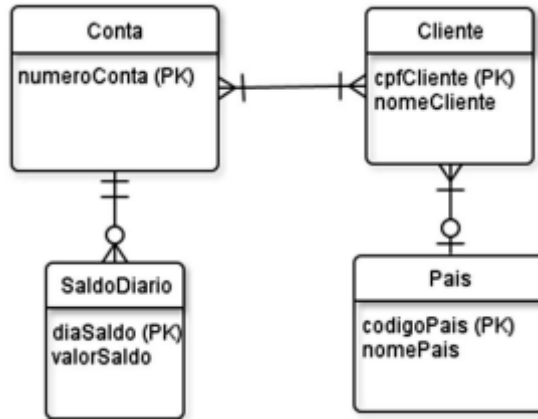 Conta
numeroConta (PK)
Cliente
cpfCliente (PK)
nomeCliente
SaldoDiario
diaSaldo (PK)
valorSaldo
Pais
codigoPais (PK)
nomePais